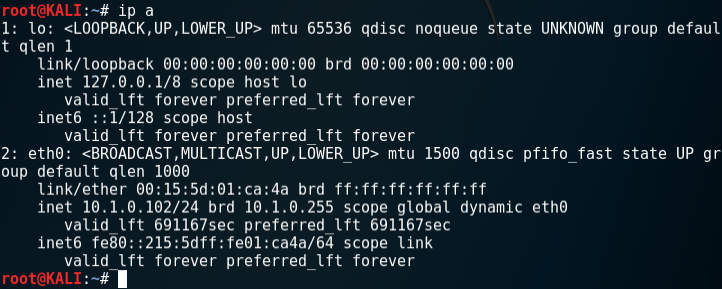 root@KALI:~# ip a
1: lo: <LOOPBACK,UP,LOWER_UP> mtu 65536 qdisc noqueue state UNKNOWN group defaul
t qlen 1
    link/loopback 00:00:00:00:00:00 brd 00:00:00:00:00:00
    inet 127.0.0.1/8 scope host lo
       valid_lft forever preferred_lft forever
    inet6 ::1/128 scope host
       valid_lft forever preferred_lft forever
2: eth0: <BROADCAST,MULTICAST,UP,LOWER_UP> mtu 1500 qdisc pfifo_fast state UP gr
oup default qlen 1000
    link/ether 00:15:5d:01:ca:4a brd ff:ff:ff:ff:ff:ff
    inet 10.1.0.102/24 brd 10.1.0.255 scope global dynamic eth0
       valid_lft 691167sec preferred_lft 691167sec
    inet6 fe80::215:5dff:fe01:ca4a/64 scope link
       valid_lft forever preferred_lft forever
root@KALI:~#